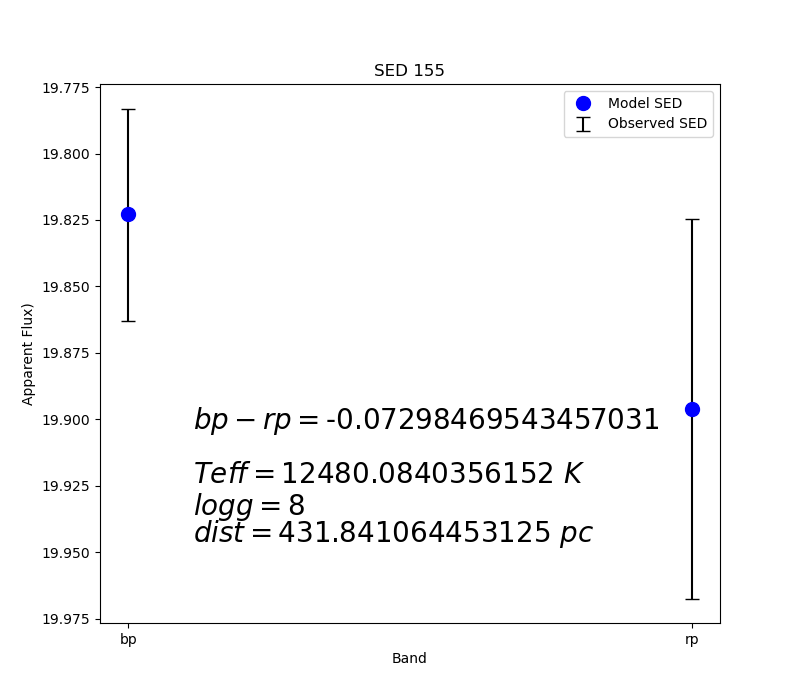 SED 155
Model SED
Observed SED
19.775
19.800
19.825
19.850
19.875
19.900
19.925
19.950
19.975
Apparent Flux)
bp − rp = -0.07298469543457031
Teff = 12480.0840356152 K
logg = 8
dist = 431.841064453125 pc
bp
rp
Band